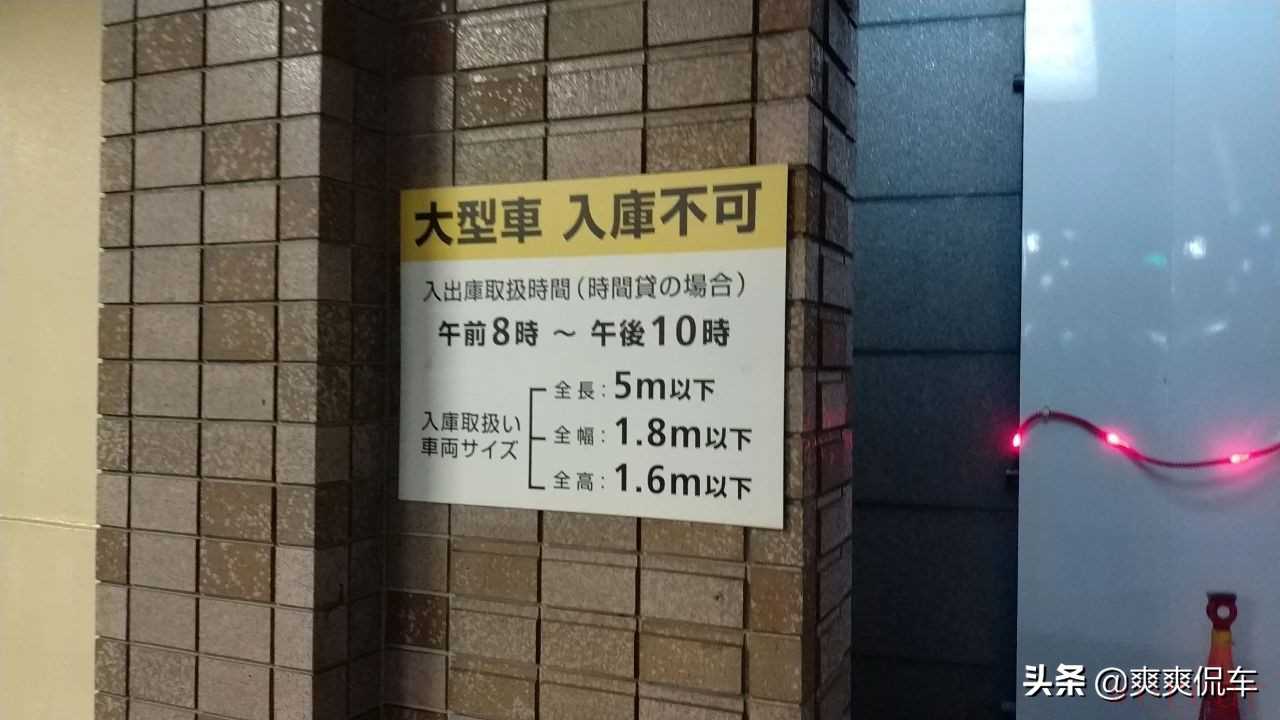 大型車 入庫不可
入出庫取扱時間(時間貸の場合)
午前8時 ～ 午後10時
入庫取扱い
車両サイズ
全長：5m以下
全幅：1.8m以下
全高：1.6m以下
头条 @爽爽侃车